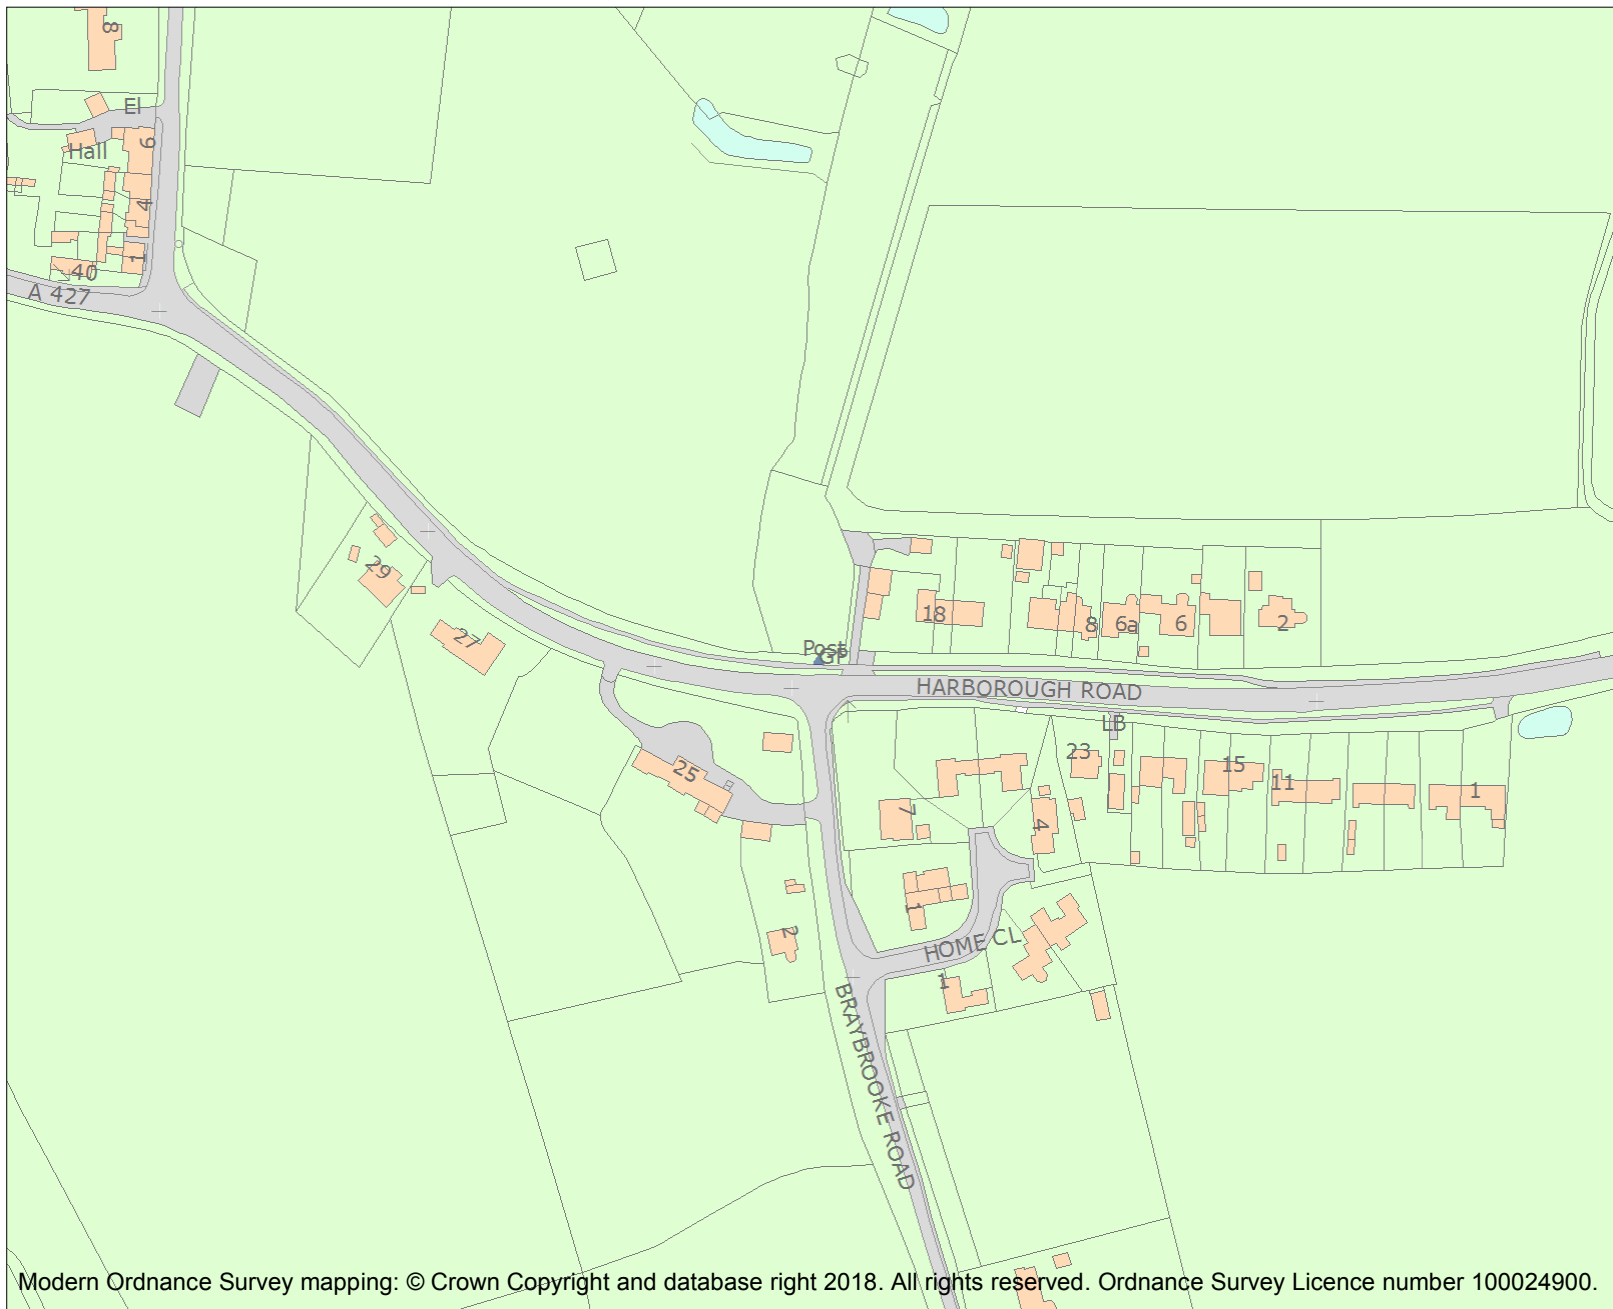 8
El
6
Hall
4
1
40
A 427
29
27
18
8
6a
6
2
Post
GP
HARBOROUGH ROAD
LB
23
15
25
11
1
7
4
1
2
HOME CL
1
BRAYBROOKE ROAD
Modern Ordnance Survey mapping: © Crown Copyright and database right 2018. All rights reserved. Ordnance Survey Licence number 100024900.